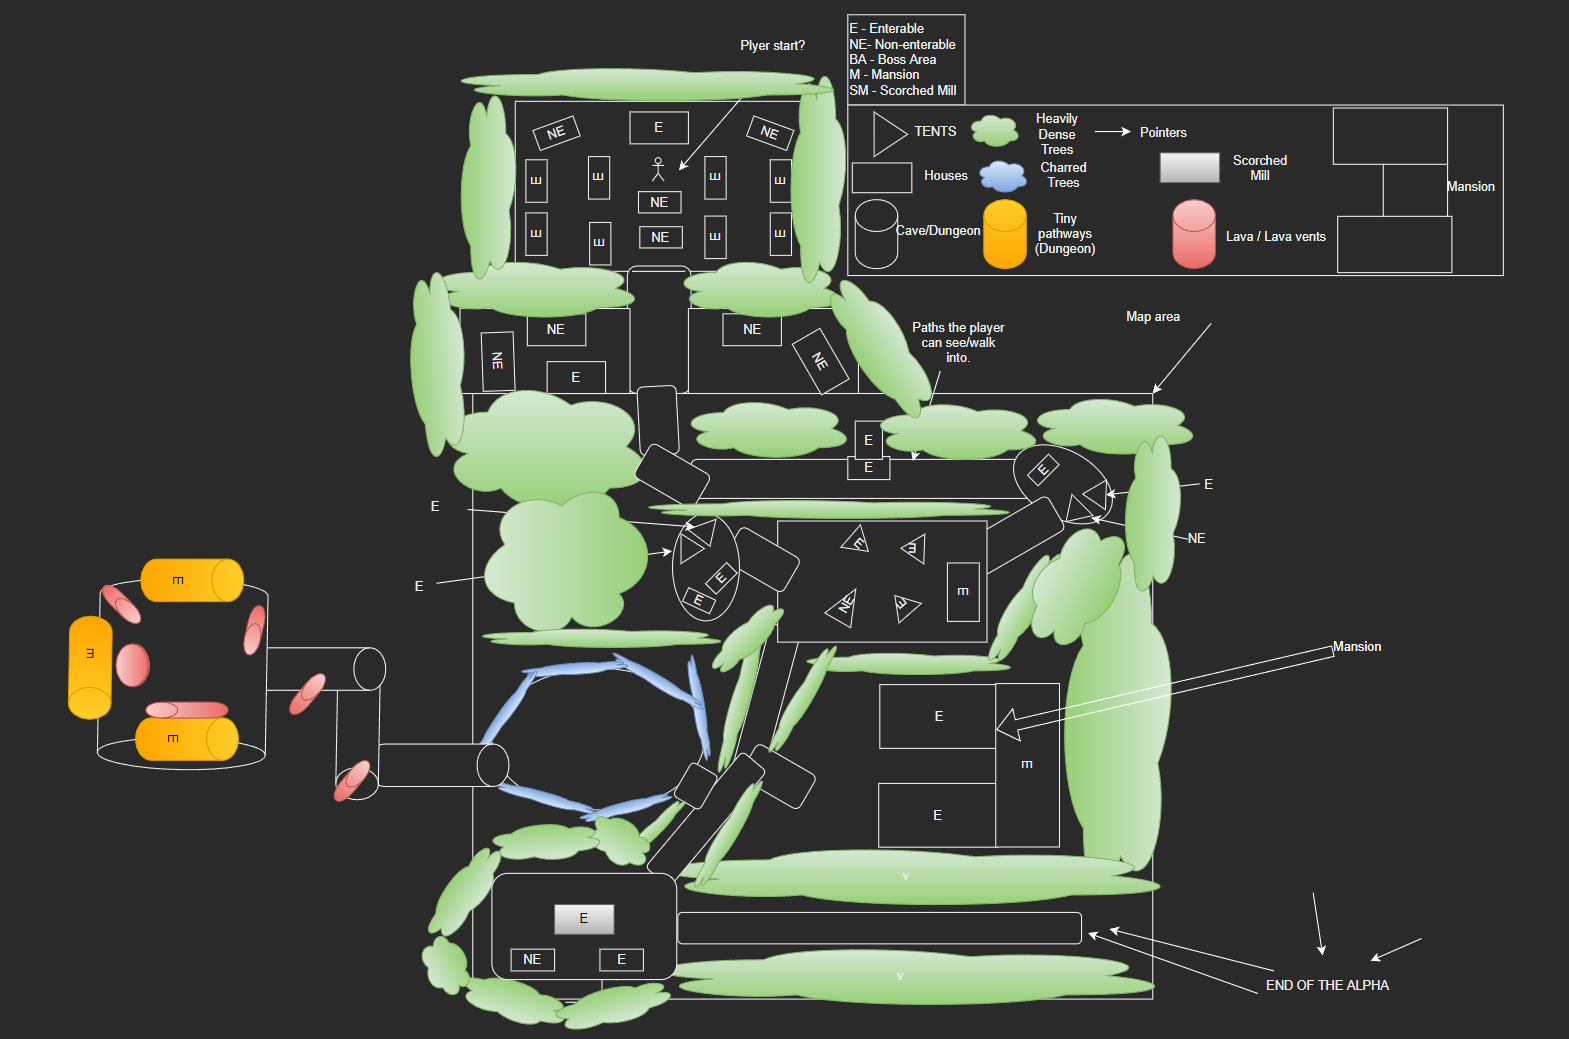 Plyer start?
E - Enterable
NE- Non-enterable
BA - Boss Area
M - Mansion
SM - Scorched Mill
TENTS
Heavily
Dense
Trees
Pointers
Houses
Charred
Trees
Scorched
Mill
Mansion
Cave/Dungeon
Tiny
pathways
(Dungeon)
Lava / Lava vents
NE
E
NE
E
E
E
E
NE
E
E
E
E
NE
NE
NE
NE
E
NE
Paths the player
can see/walk
into.
Map area
E
E
E
E
NE
E
E
E
E
E
E
NE
E
E
E
E
E
E
Mansion
E
E
E
v
E
NE
E
v
END OF THE ALPHA